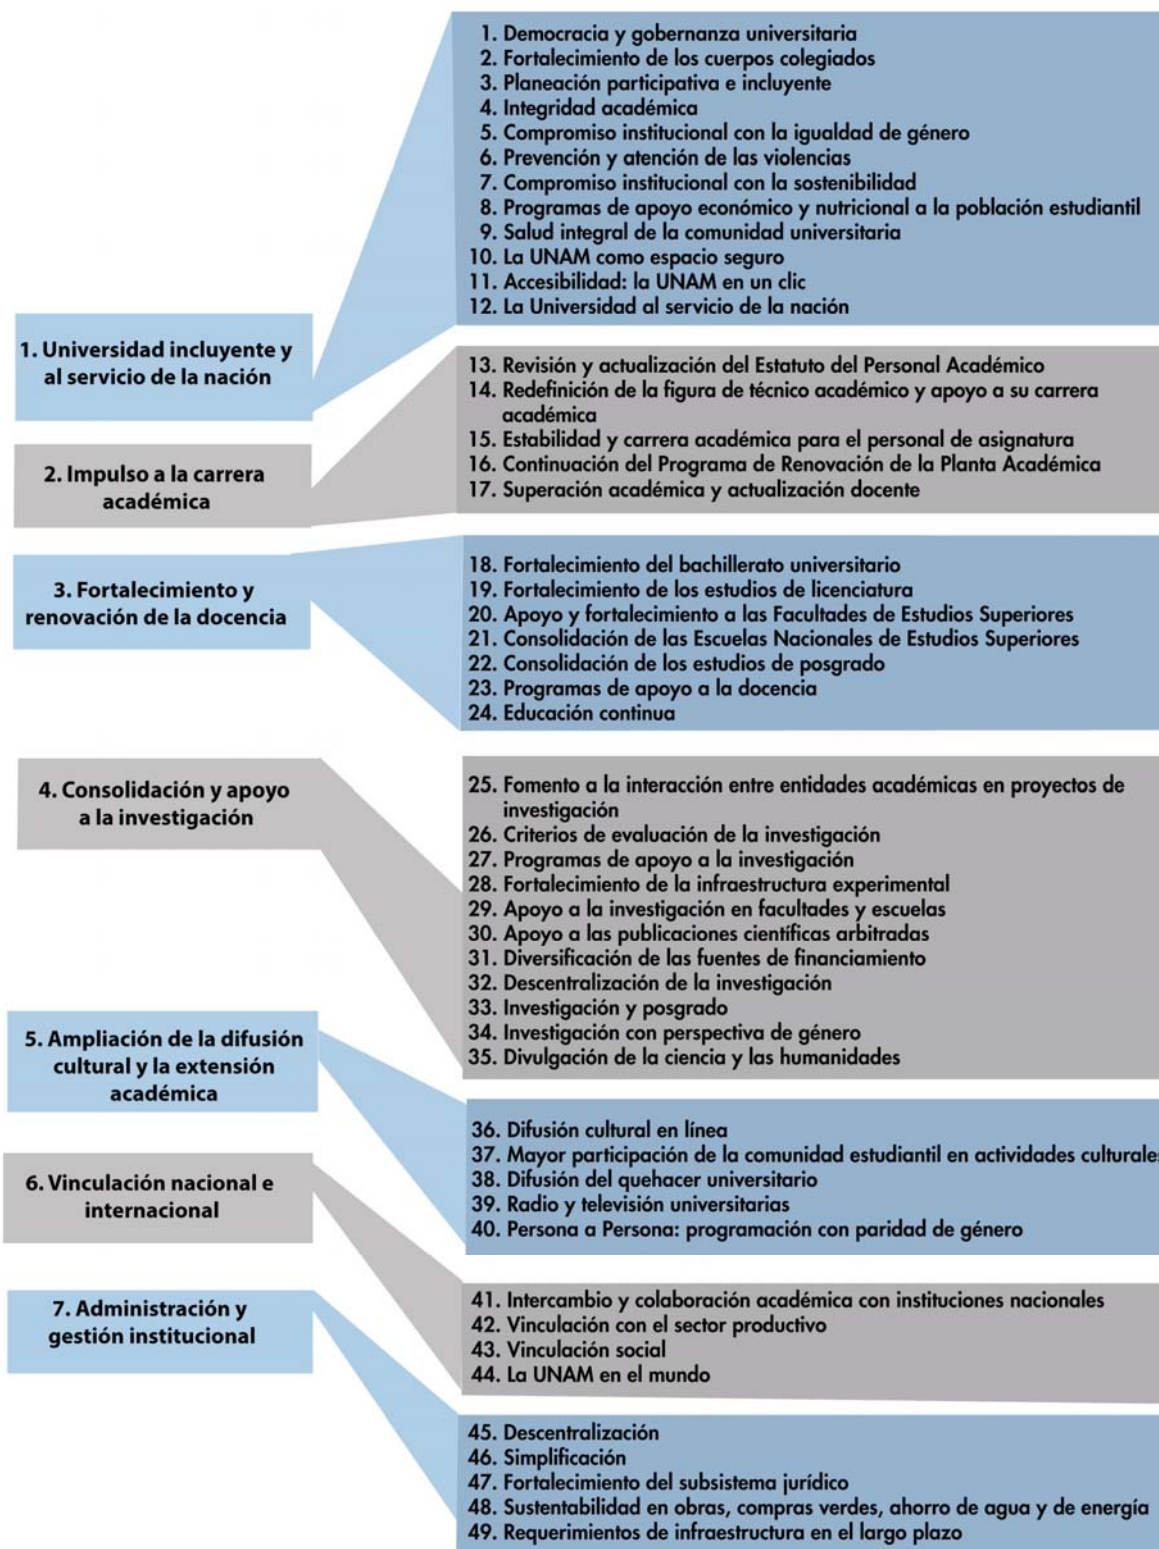 1. Universidad incluyente y
al servicio de la nación
1. Democracia y gobernanza universitaria
2. Fortalecimiento de los cuerpos colegiados
3. Planeación participativa e incluyente
4. Integridad académica
5. Compromiso institucional con la igualdad de género
6. Prevención y atención de las violencias
7. Compromiso institucional con la sostenibilidad
8. Programas de apoyo económico y nutricional a la población estudiantil
9. Salud integral de la comunidad universitaria
10. La UNAM como espacio seguro
11. Accesibilidad: la UNAM en un clic
12. La Universidad al servicio de la nación
2. Impulso a la carrera
académica
13. Revisión y actualización del Estatuto del Personal Académico
14. Redefinición de la figura de técnico académico y apoyo a su carrera
académica
15. Estabilidad y carrera académica para el personal de asignatura
16. Continuación del Programa de Renovación de la Planta Académica
17. Superación académica y actualización docente
3. Fortalecimiento y
renovación de la docencia
18. Fortalecimiento del bachillerato universitario
19. Fortalecimiento de los estudios de licenciatura
20. Apoyo y fortalecimiento a las Facultades de Estudios Superiores
21. Consolidación de las Escuelas Nacionales de Estudios Superiores
22. Consolidación de los estudios de posgrado
23. Programas de apoyo a la docencia
24. Educación continua
4. Consolidación y apoyo
a la investigación
25. Fomento a la interacción entre entidades académicas en proyectos de
investigación
26. Criterios de evaluación de la investigación
27. Programas de apoyo a la investigación
28. Fortalecimiento de la infraestructura experimental
29. Apoyo a la investigación en facultades y escuelas
30. Apoyo a las publicaciones científicas arbitradas
31. Diversificación de las fuentes de financiamiento
32. Descentralización de la investigación
33. Investigación y posgrado
34. Investigación con perspectiva de género
35. Divulgación de la ciencia y las humanidades
5. Ampliación de la difusión
cultural y la extensión
académica
36. Difusión cultural en línea
37. Mayor participación de la comunidad estudiantil en actividades culturales
38. Difusión del quehacer universitario
39. Radio y televisión universitarias
40. Persona a Persona: programación con paridad de género
6. Vinculación nacional e
internacional
41. Intercambio y colaboración académica con instituciones nacionales
42. Vinculación con el sector productivo
43. Vinculación social
44. La UNAM en el mundo
7. Administración y
gestión institucional
45. Descentralización
46. Simplificación
47. Fortalecimiento del subsistema jurídico
48. Sustentabilidad en obras, compras verdes, ahorro de agua y de energía
49. Requerimientos de infraestructura en el largo plazo